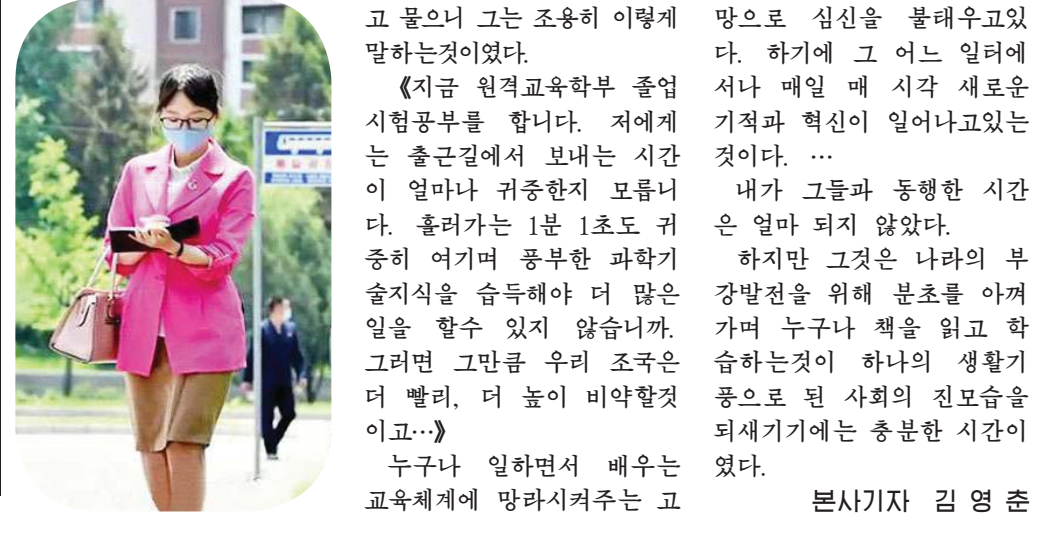 고 물으니 그는 조용히 이렇게
말하는것이였다.
《지금 원격교육학부 졸업
시험공부를 합니다. 저에게
는 출근길에서 보내는 시간
이 얼마나 귀중한지 모릅니
다. 흘러가는 1분 1초도 귀
중히 여기며 풍부한 과학기
술지식을 습득해야 더 많은
일을 할수 있지 않습니까.
그러면 그만큼 우리 조국은
더 빨리, 더 높이 비약할것
이고…》
누구나 일하면서 배우는
교육체계에 망라시켜주는 고
망으로 심신을 불태우고있
다. 하기에 그 어느 일터에
서나 매일 매 시각 새로운
기적과 혁신이 일어나고있는
것이다. …
내가 그들과 동행한 시간
은 얼마 되지 않았다.
하지만 그것은 나라의 부
강발전을 위해 분초를 아껴
가며 누구나 책을 읽고 학
습하는것이 하나의 생활기
풍으로 된 사회의 진모습을
되새기기에는 충분한 시간이
였다.
본사기자 김 영 춘